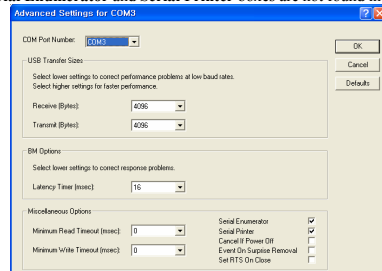 Serial Enumerator and Serial Printer boxes are not found in
Advanced Settings for COM3
COM Port Number:
COM3
OK
Cancel
Defaults
USB Transfer Sizes
Select lower settings to correct performance problems at low baud rates.
Select higher settings for faster performance.
Receive (Bytes):
4096
Transmit (Bytes):
4096
BM Options
Select lower settings to correct response problems.
Latency Timer (msec):
16
Miscellaneous Options
Minimum Read Timeout (msec):
0
Minimum Write Timeout (msec):
0
Serial Enumerator
Serial Printer
Cancel If Power Off
Event On Surprise Removal
Set RTS On Close